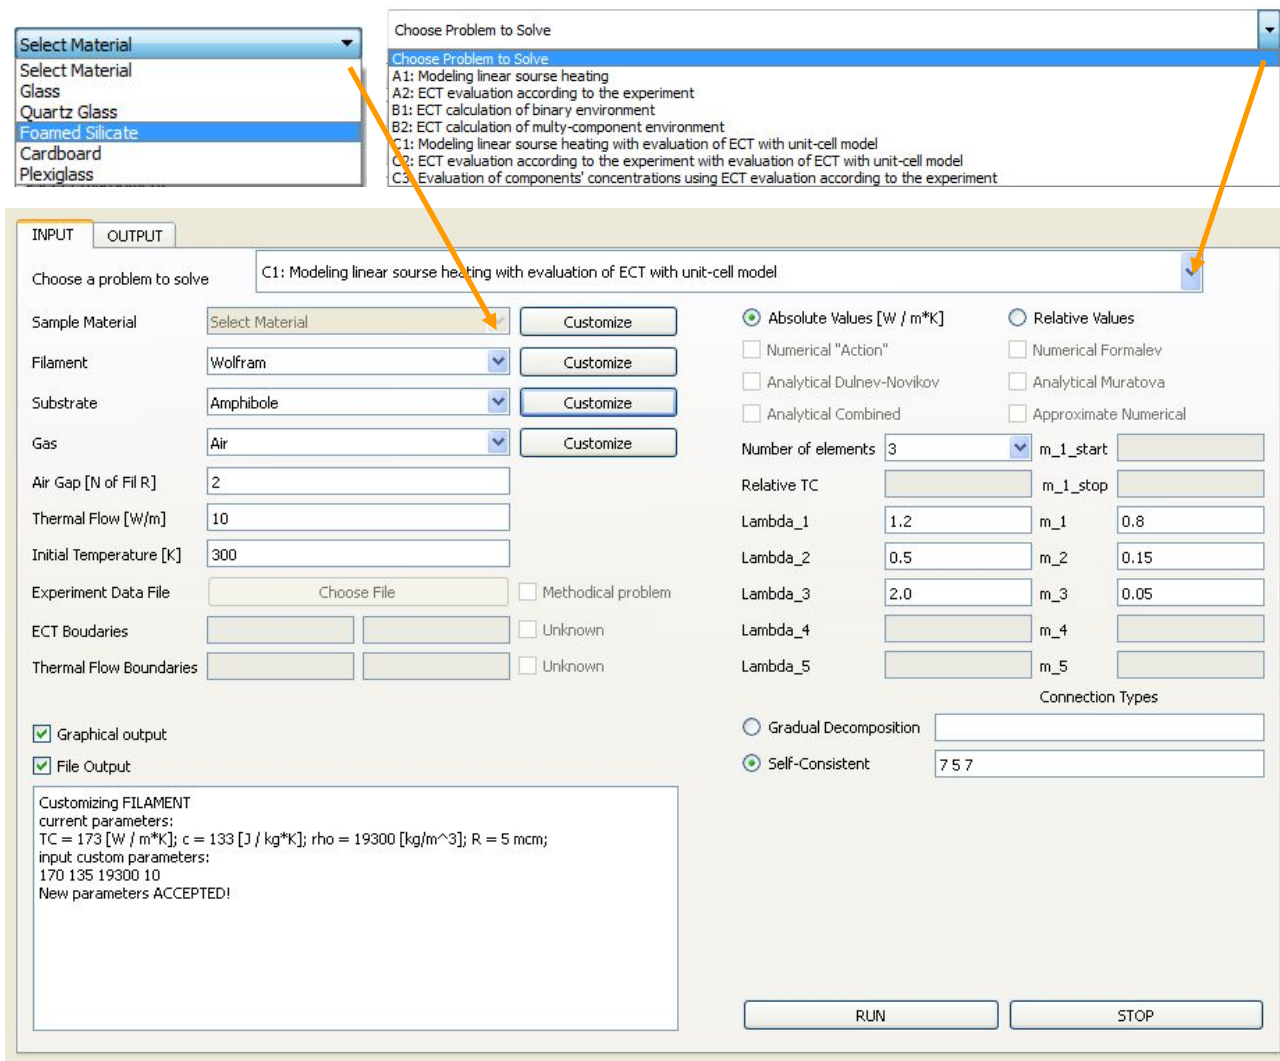 Select Material
Select Material
Glass
Quartz Glass
Foamed Silicate
Cardboard
Plexiglass
Choose Problem to Solve
Choose Problem to Solve
A1: Modeling linear sourse heating
A2: ECT evaluation according to the experiment
B1: ECT calculation of binary environment
B2: ECT calculation of multy-component environment
C1: Modeling linear sourse heating with evaluation of ECT with unit-cell model
C2: ECT evaluation according to the experiment with evaluation of ECT with unit-cell model
C3: Evaluation of components' concentrations using ECT evaluation according to the experiment
INPUT OUTPUT
Choose a problem to solve C1: Modeling linear sourse heating with evaluation of ECT with unit-cell model
Sample Material Select Material Customize
Filament Wolfram Customize
Substrate Amphibole Customize
Gas Air Customize
Air Gap [N of Fil R] 2
Thermal Flow [W/m] 10
Initial Temperature [K] 300
Experiment Data File Choose File Methodical problem
ECT Boudaries Unknown
Thermal Flow Boundaries Unknown
Graphical output
File Output
Customizing FILAMENT
current parameters:
TC = 173 [W / m*K]; c = 133 [J / kg*K]; rho = 19300 [kg/m^3]; R = 5 mcm;
input custom parameters:
170 135 19300 10
New parameters ACCEPTED!
Absolute Values [W / m*K] Relative Values
Numerical "Action" Numerical Formalev
Analytical Dulnev-Novikov Analytical Muratova
Analytical Combined Approximate Numerical
Number of elements 3 m_1_start
Relative TC m_1_stop
Lambda_1 1.2 m_1 0.8
Lambda_2 0.5 m_2 0.15
Lambda_3 2.0 m_3 0.05
Lambda_4 m_4
Lambda_5 m_5
Connection Types
Gradual Decomposition
Self-Consistent 7 5 7
RUN STOP